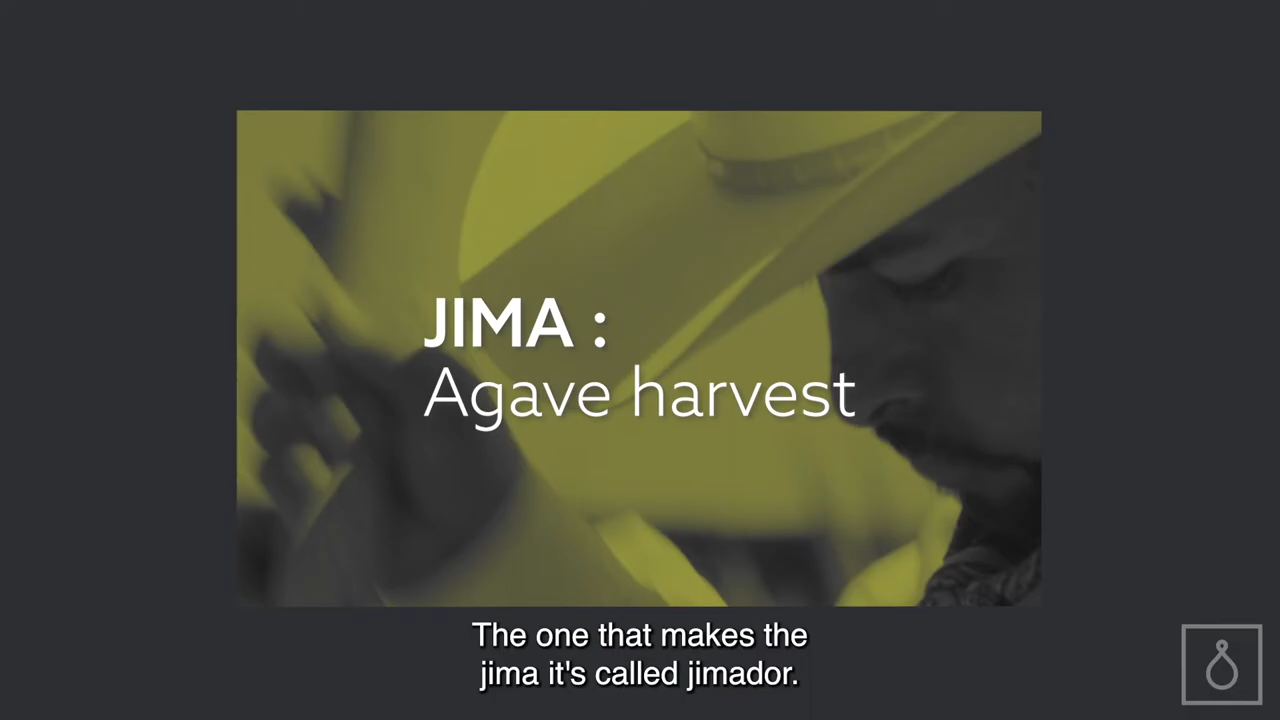 JIMA :
Agave harvest
The one that makes the
jima it's called jimador.